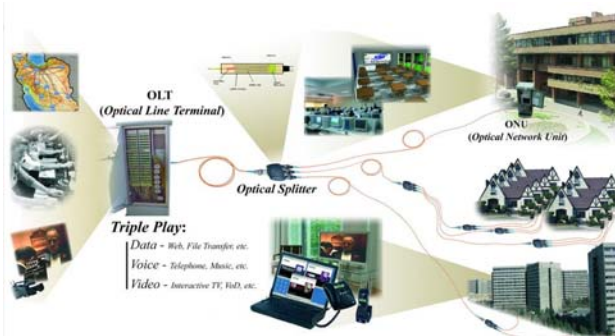 OLT
(Optical Line Terminal)
ONU
(Optical Network Unit)
Optical Splitter
Triple Play:
Data - Web, File Transfer, etc.
Voice - Telephone, Music, etc.
Video - Interactive TV, VoD, etc.